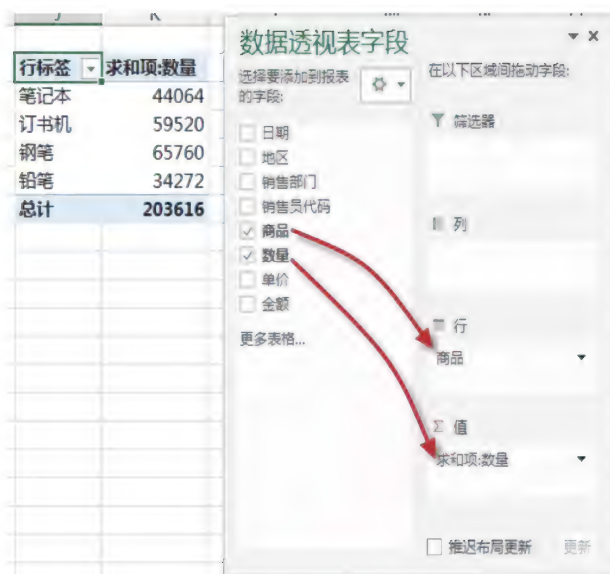 J K
行标签 求和项:数量
笔记本 44064
订书机 59520
钢笔 65760
铅笔 34272
总计 203616
数据透视表字段
选择要添加到报表
的字段:
日期
地区
销售部门
销售员代码
商品
数量
单价
金额
更多表格...
在以下区域间拖动字段:
筛选器
列
行
商品
Σ 值
求和项:数量
推迟布局更新 更新